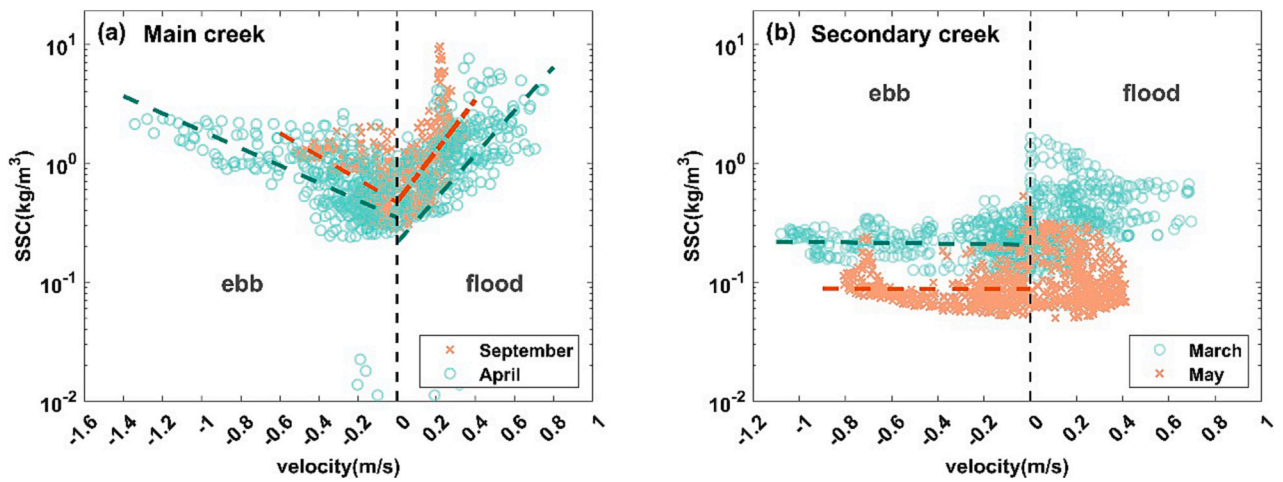 (a) Main creek
SSC(kg/m³)
10¹
10⁰
10⁻¹
10⁻²
ebb
flood
September
April
-1.6 -1.4 -1.2 -1 -0.8 -0.6 -0.4 -0.2 0 0.2 0.4 0.6 0.8 1
velocity(m/s)
(b) Secondary creek
SSC(kg/m³)
10¹
10⁰
10⁻¹
10⁻²
ebb
flood
March
May
-1.2 -1 -0.8 -0.6 -0.4 -0.2 0 0.2 0.4 0.6 0.8 1
velocity(m/s)